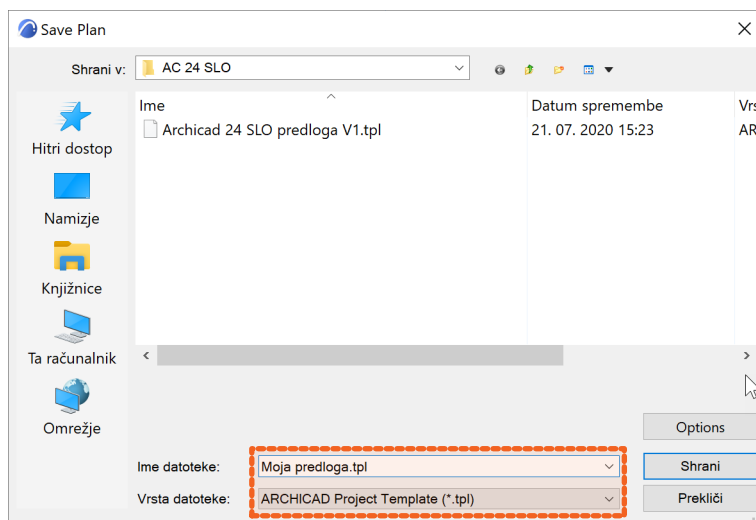 Save Plan
Shrani v: AC 24 SLO
Ime Datum spremembe Vrs
Archicad 24 SLO predloga V1.tpl 21. 07. 2020 15:23 AR
Hitri dostop
Namizje
Knjižnice
Ta računalnik
Omrežje
Options
Ime datoteke: Moja predloga.tpl Shrani
Vrsta datoteke: ARCHICAD Project Template (*.tpl) Prekliči